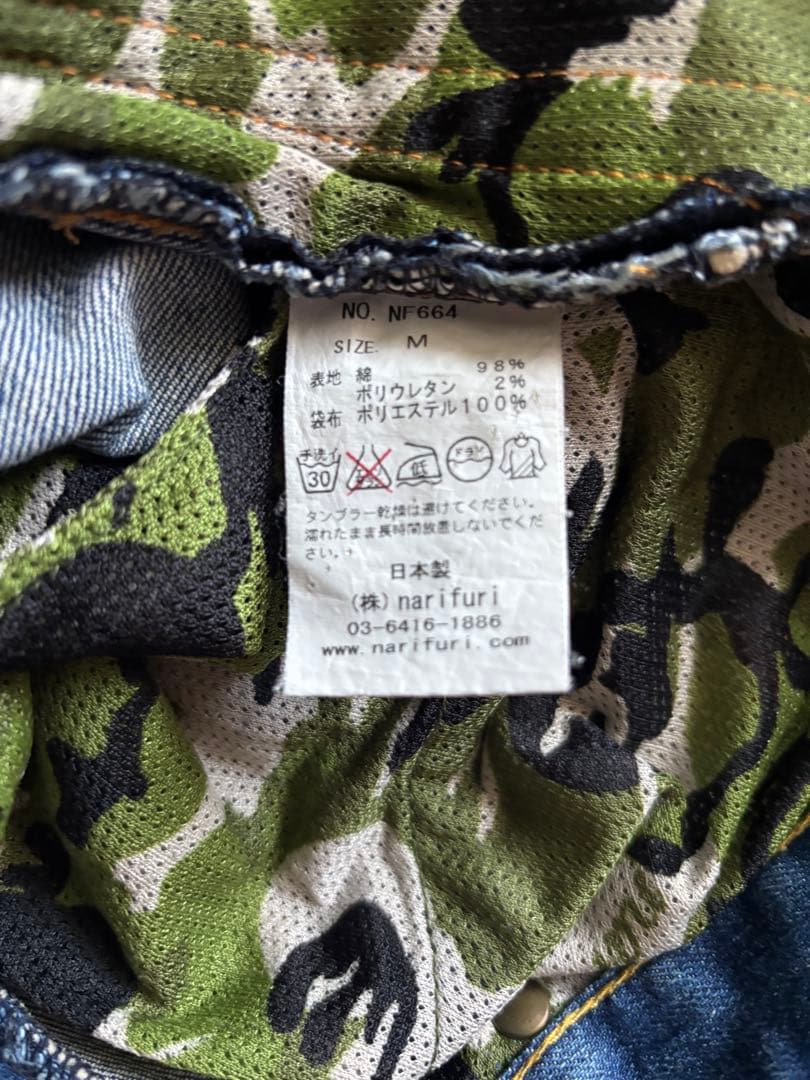 NO. NF664
SIZE. M
表地 綿 98%
ポリウレタン 2%
袋布 ポリエステル100%
手洗イ 30 低 ドライ
タンブラー乾燥は避けてください。
濡れたまま長時間放置しないでくだ
さい。
日本製
(株)narifuri
03-6416-1886
www.narifuri.com